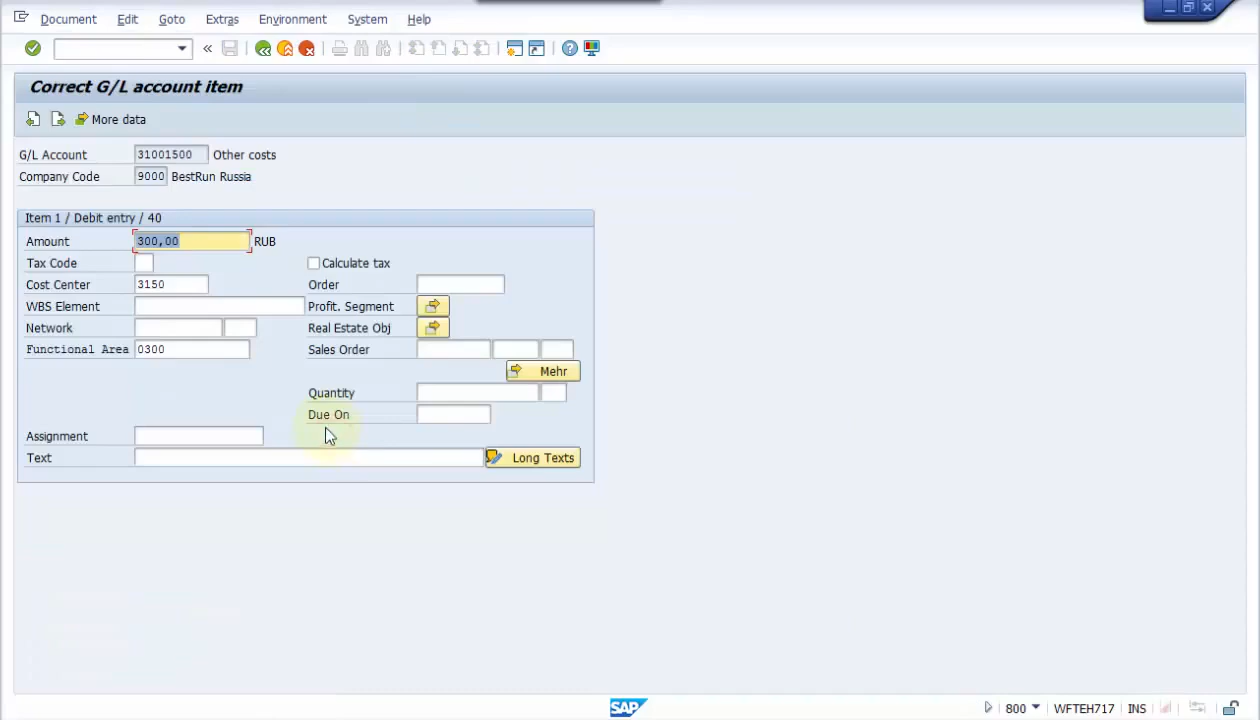 Document Edit Goto Extras Environment System Help
Correct G/L account item
More data
G/L Account 31001500 Other costs
Company Code 9000 BestRun Russia
Item 1 / Debit entry / 40
Amount 300,00 RUB
Tax Code Calculate tax
Cost Center 3150 Order
WBS Element Profit. Segment
Network Real Estate Obj
Functional Area 0300 Sales Order
Mehr
Quantity
Due On
Assignment
Text Long Texts
SAP 800 WFTEH717 INS